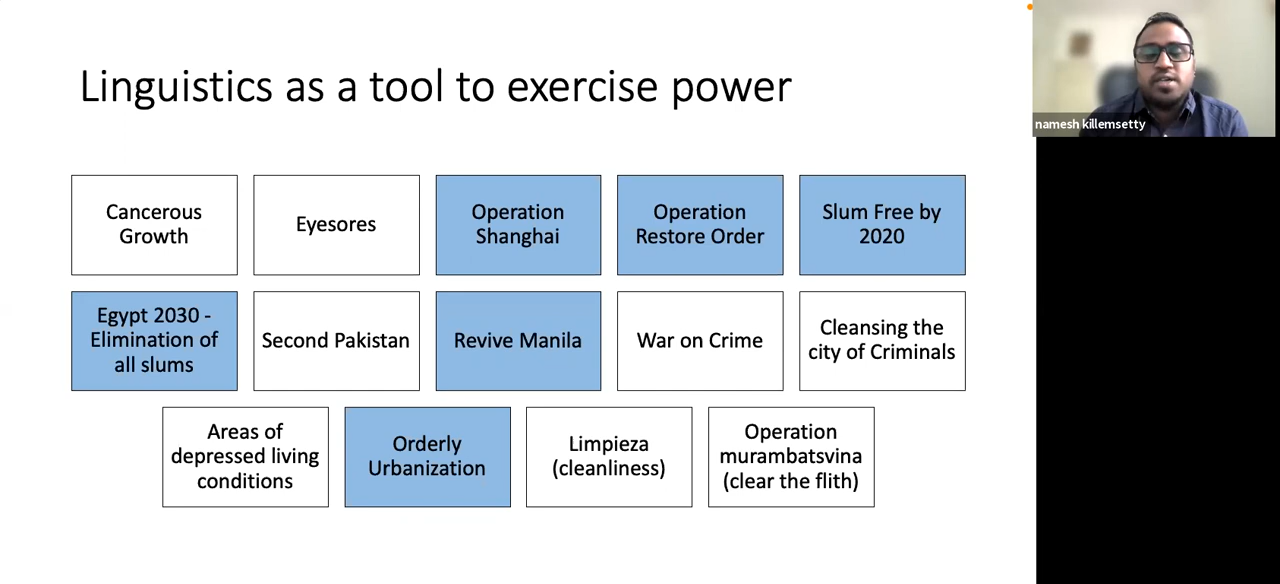 Linguistics as a tool to exercise power
namesh killemsetty
Cancerous
Growth
Eyesores
Operation
Shanghai
Operation
Restore Order
Slum Free by
2020
Egypt 2030 -
Elimination of
all slums
Second Pakistan
Revive Manila
War on Crime
Cleansing the
city of Criminals
Areas of
depressed living
conditions
Orderly
Urbanization
Limpieza
(cleanliness)
Operation
murambatsvina
(clear the flith)